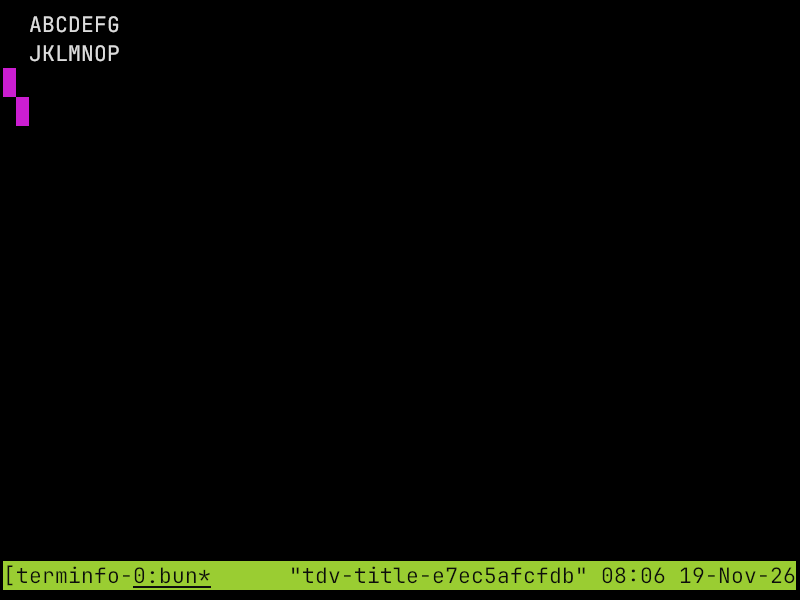 ABCDEFG
JKLMNOP
[terminfo-0:bun*      "tdv-title-e7ec5afcfdb" 08:06 19-Nov-26